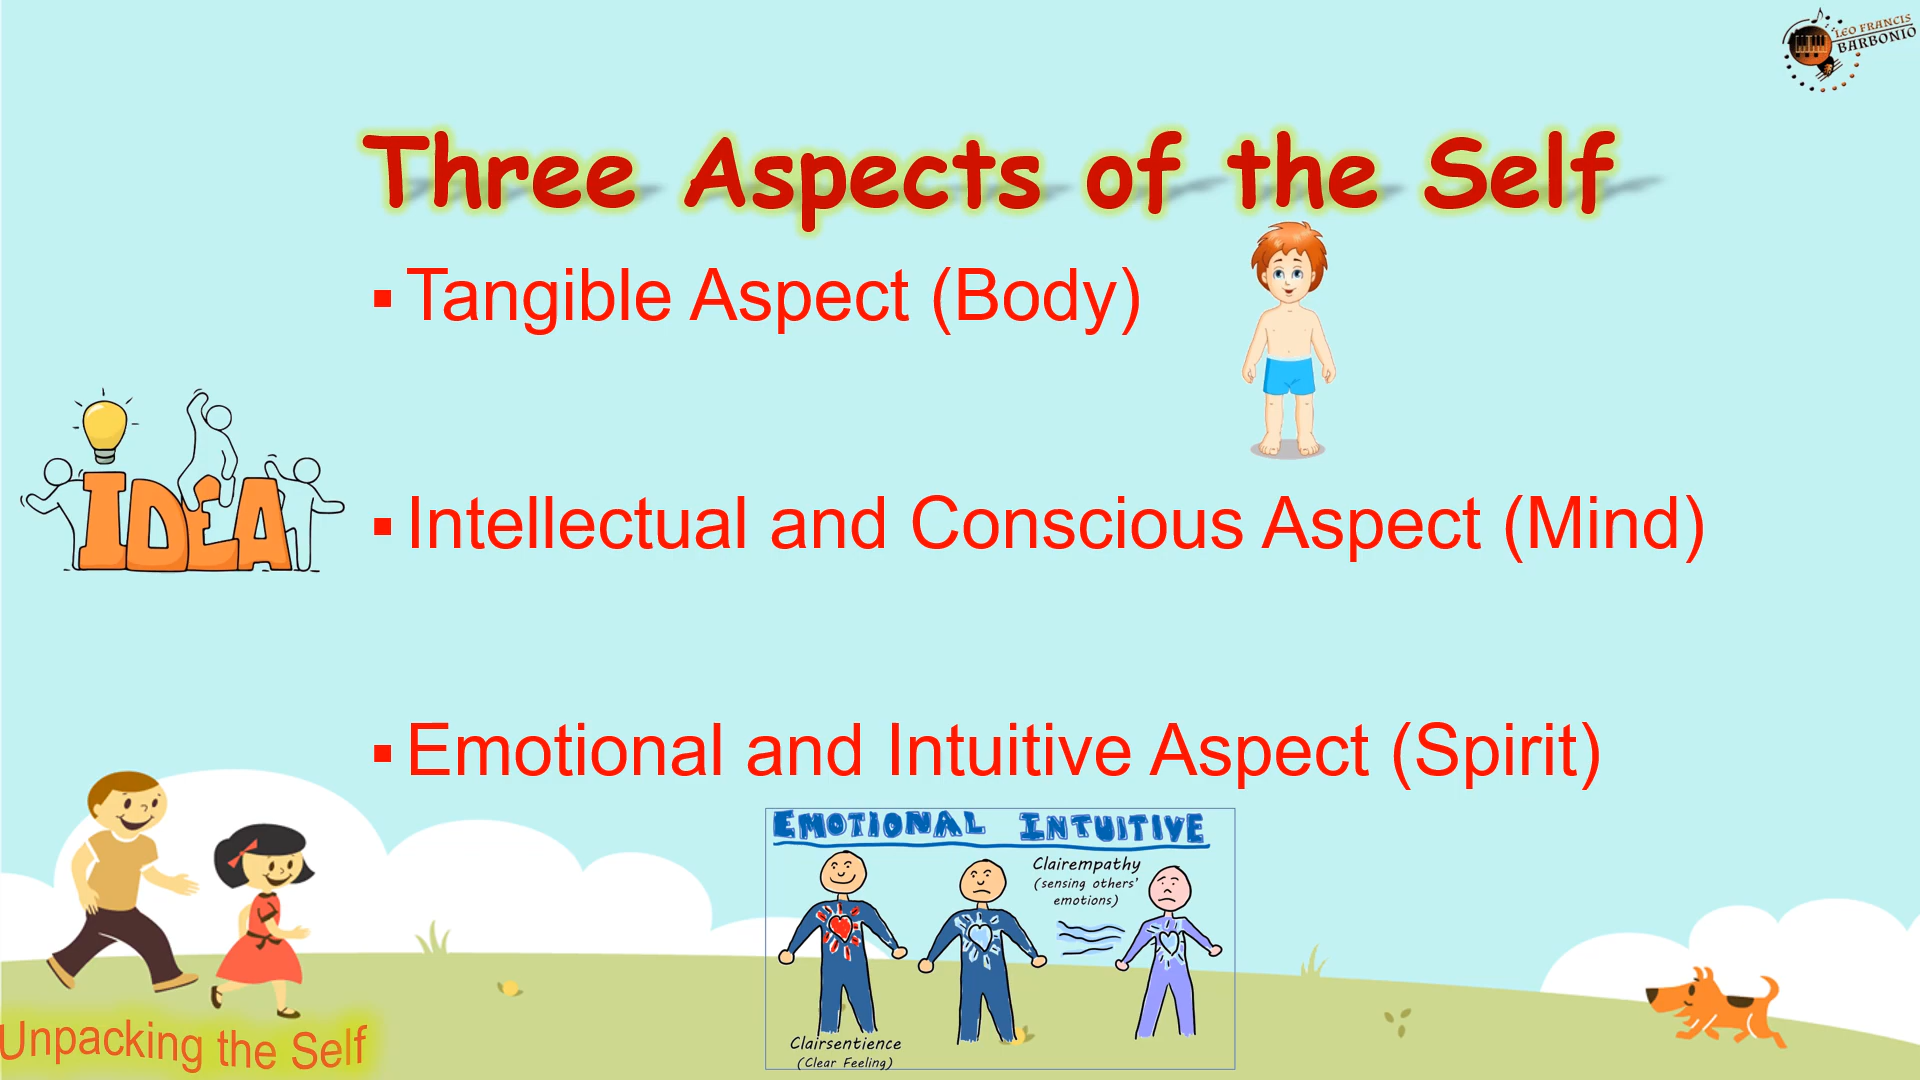 LEO FRANCIS
BARBONIO
Three Aspects of the Self
▪ Tangible Aspect (Body)
IDEA
▪ Intellectual and Conscious Aspect (Mind)
▪ Emotional and Intuitive Aspect (Spirit)
EMOTIONAL INTUITIVE
Clairempathy
(sensing others'
emotions)
Clairsentience
(Clear Feeling)
Unpacking the Self